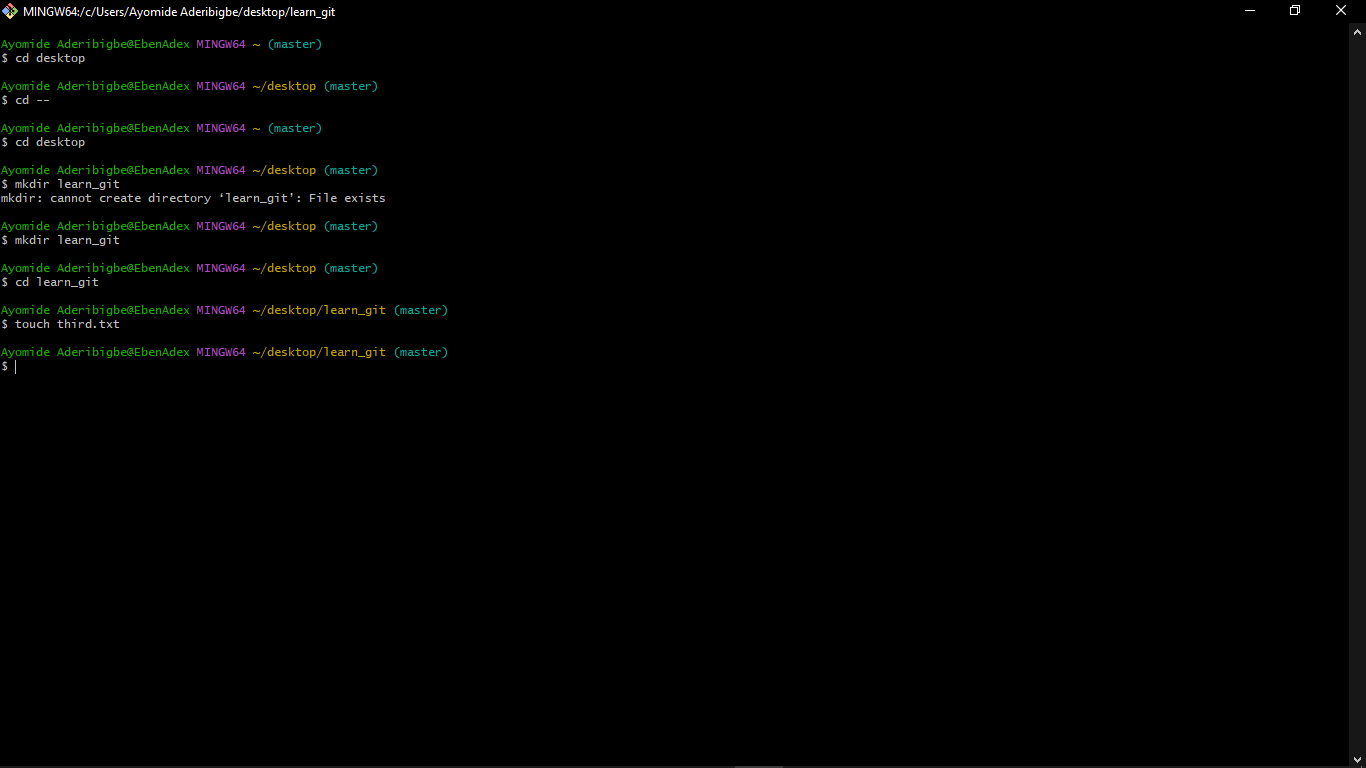 MINGW64:/c/Users/Ayomide Aderibigbe/desktop/learn_git
Ayomide Aderibigbe@EbenAdex MINGW64 ~ (master)
$ cd desktop
Ayomide Aderibigbe@EbenAdex MINGW64 ~/desktop (master)
$ cd --
Ayomide Aderibigbe@EbenAdex MINGW64 ~ (master)
$ cd desktop
Ayomide Aderibigbe@EbenAdex MINGW64 ~/desktop (master)
$ mkdir learn_git
mkdir: cannot create directory ‘learn_git’: File exists
Ayomide Aderibigbe@EbenAdex MINGW64 ~/desktop (master)
$ mkdir learn_git
Ayomide Aderibigbe@EbenAdex MINGW64 ~/desktop (master)
$ cd learn_git
Ayomide Aderibigbe@EbenAdex MINGW64 ~/desktop/learn_git (master)
$ touch third.txt
Ayomide Aderibigbe@EbenAdex MINGW64 ~/desktop/learn_git (master)
$